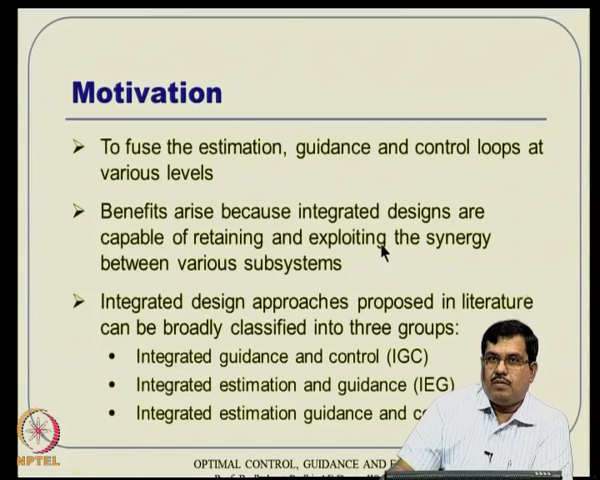 Motivation
To fuse the estimation, guidance and control loops at
various levels
Benefits arise because integrated designs are
capable of retaining and exploiting the synergy
between various subsystems
Integrated design approaches proposed in literature
can be broadly classified into three groups:
• Integrated guidance and control (IGC)
• Integrated estimation and guidance (IEG)
• Integrated estimation guidance and
NPTEL
OPTIMAL CONTROL, GUIDANCE AND